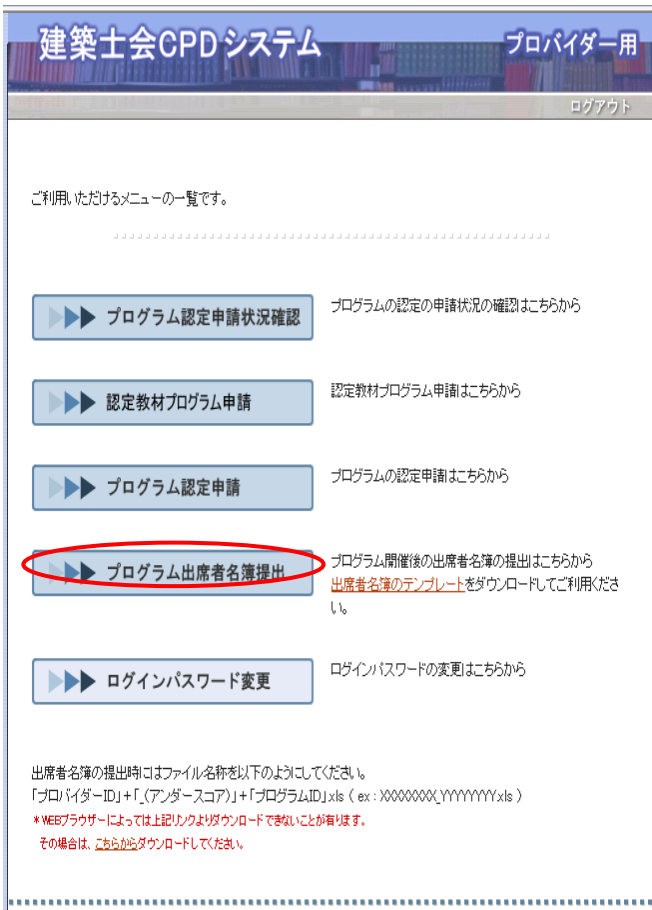 建築士会CPDシステム
プロバイダー用
ログアウト
ご利用いただけるメニューの一覧です。
プログラム認定申請状況確認
プログラムの認定の申請状況の確認はこちらから
認定教材プログラム申請
認定教材プログラム申請はこちらから
プログラム認定申請
プログラムの認定申請はこちらから
プログラム出席者名簿提出
プログラム開催後の出席者名簿の提出はこちらから
出席者名簿のテンプレートをダウンロードしてご利用くださ
い。
ログインパスワード変更
ログインパスワードの変更はこちらから
出席者名簿の提出時にはファイル名称を以下のようにしてください。
「プロバイダーID」+「_(アンダースコア)」+「プログラムID」.xls ( ex : XXXXXXXX_YYYYYYYY.xls )
*WEBブラウザーによっては上記リンクよりダウンロードできないことが有ります。
その場合は、こちらからダウンロードしてください。